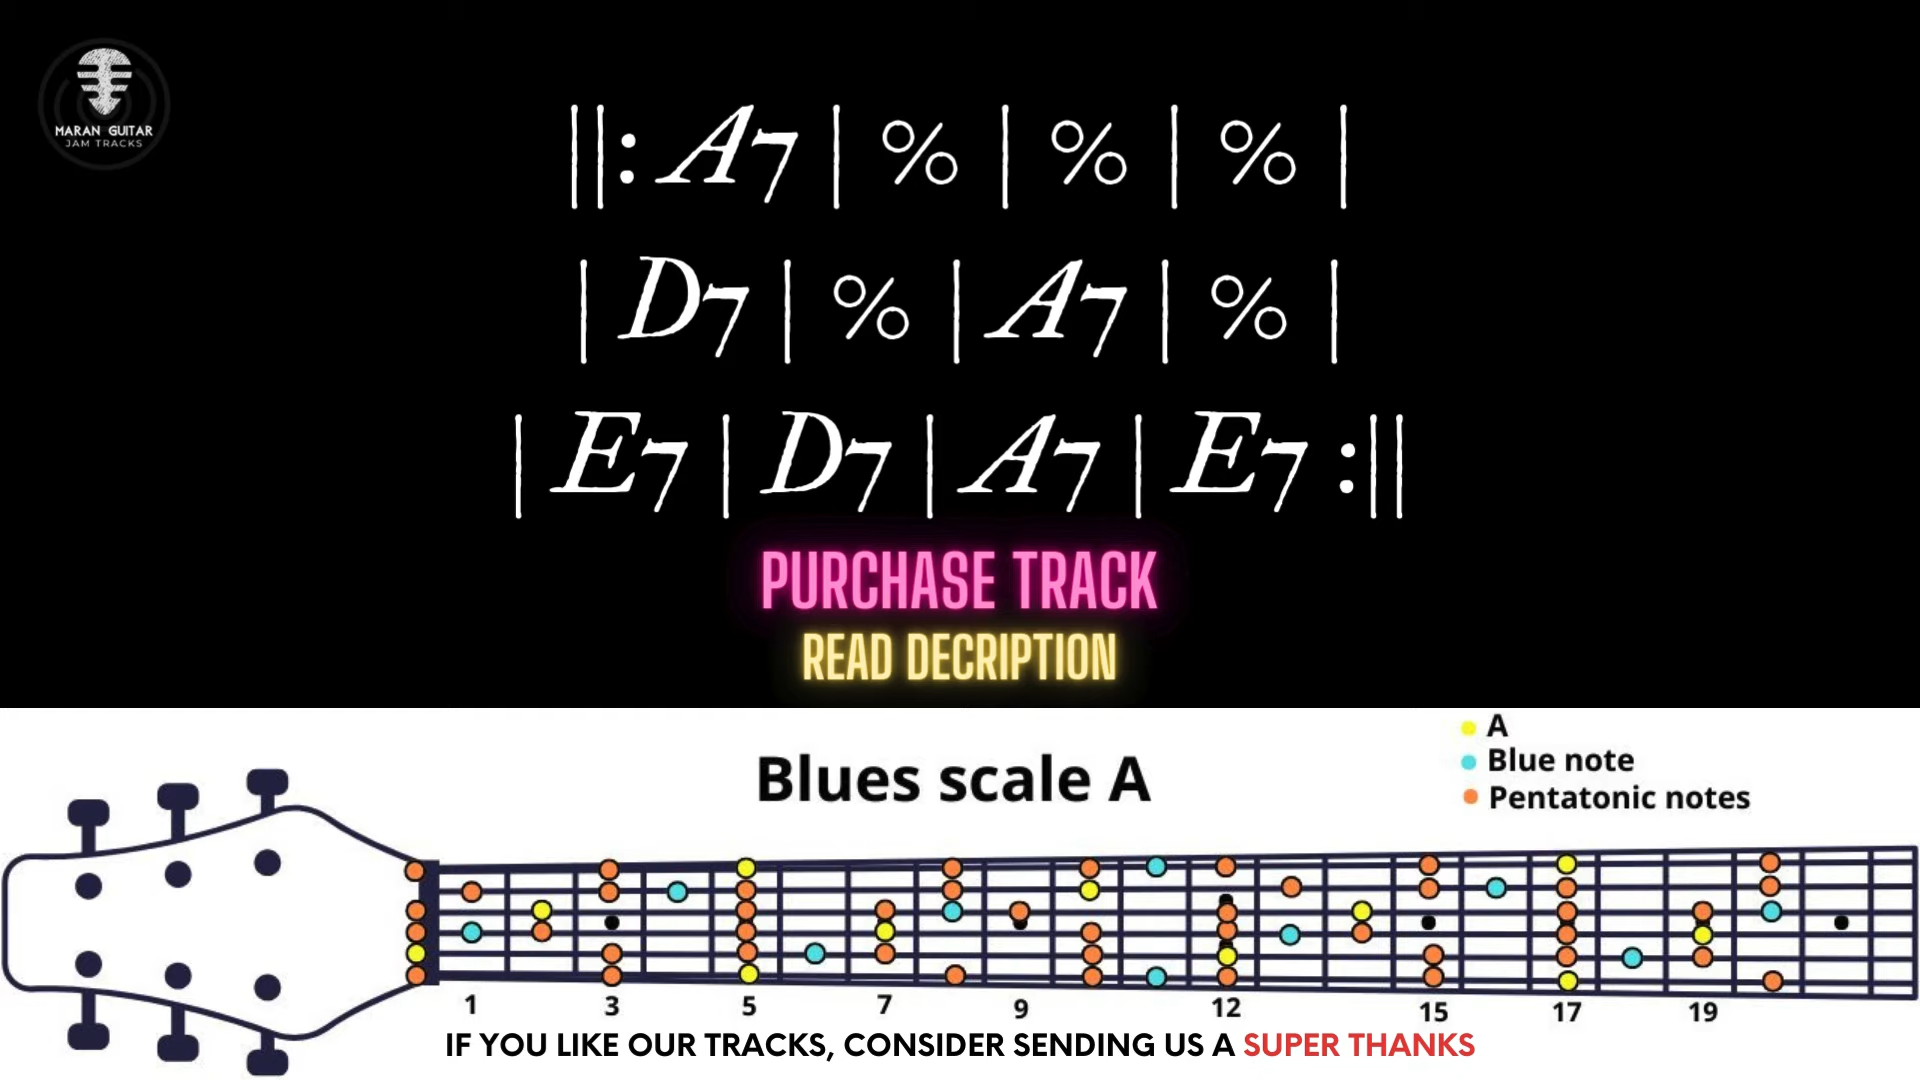 MARAN GUITAR
JAM TRACKS
||: A7 | % | % | % |
| D7 | % | A7 | % |
| E7 | D7 | A7 | E7 :||
PURCHASE TRACK
READ DECRIPTION
Blues scale A
A
Blue note
Pentatonic notes
1 3 5 7 9 12 15 17 19
IF YOU LIKE OUR TRACKS, CONSIDER SENDING US A SUPER THANKS